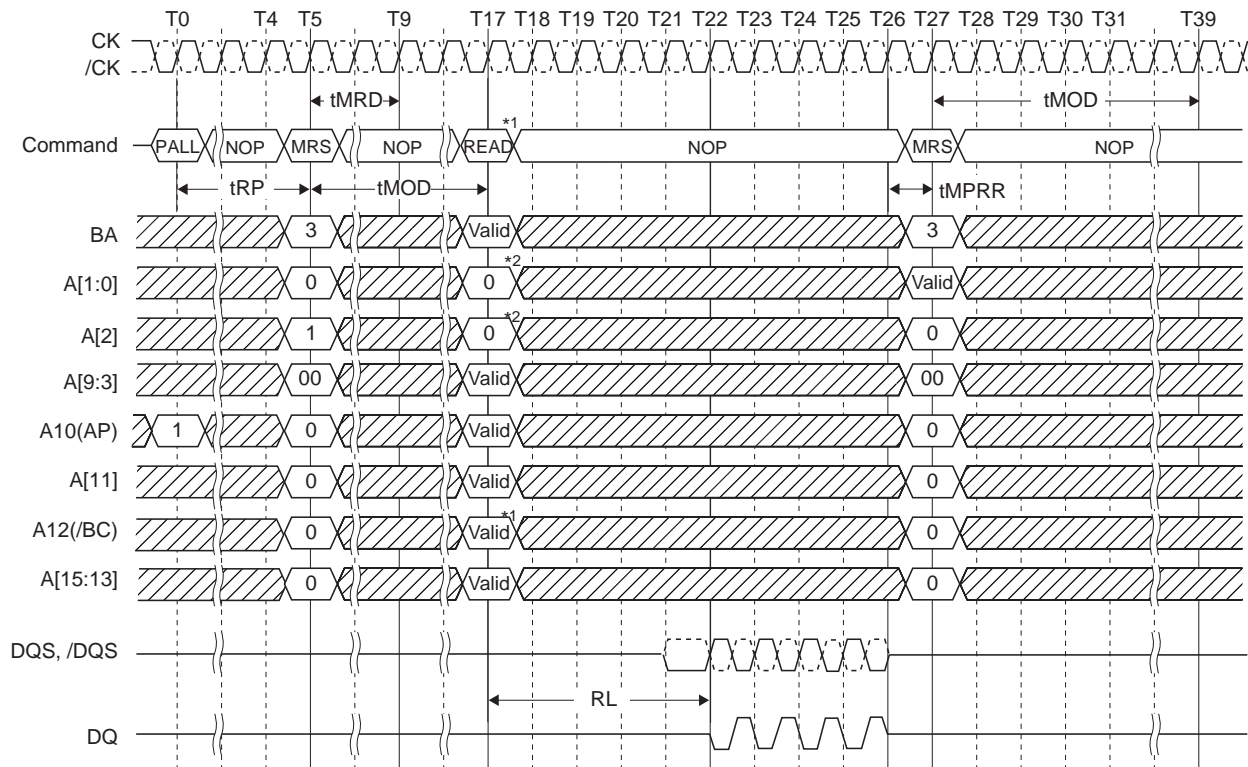 T0 T4 T5 T9 T17 T18 T19 T20 T21 T22 T23 T24 T25 T26 T27 T28 T29 T30 T31 T39
CK
/CK
tMRD tMOD
*1
Command PALL NOP MRS NOP READ NOP MRS NOP
tRP tMOD tMPRR
BA 3 Valid 3
*2
A[1:0] 0 0 Valid
*2
A[2] 1 0 0
A[9:3] 00 Valid 00
A10(AP) 1 0 Valid 0
A[11] 0 Valid 0
*1
A12(/BC) 0 Valid 0
A[15:13] 0 Valid 0
DQS, /DQS
RL
DQ